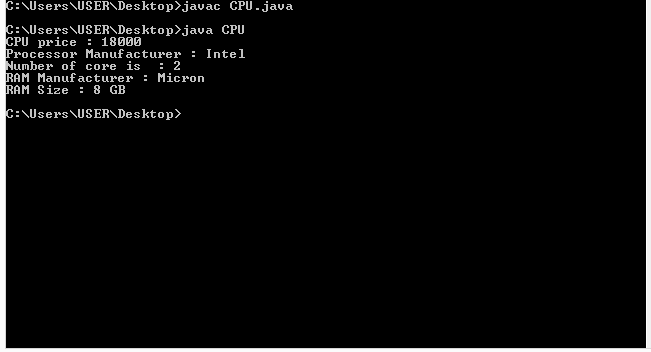 C:\Users\USER\Desktop>javac CPU.java
C:\Users\USER\Desktop>java CPU
CPU price : 18000
Processor Manufacturer : Intel
Number of core is  : 2
RAM Manufacturer : Micron
RAM Size : 8 GB
C:\Users\USER\Desktop>